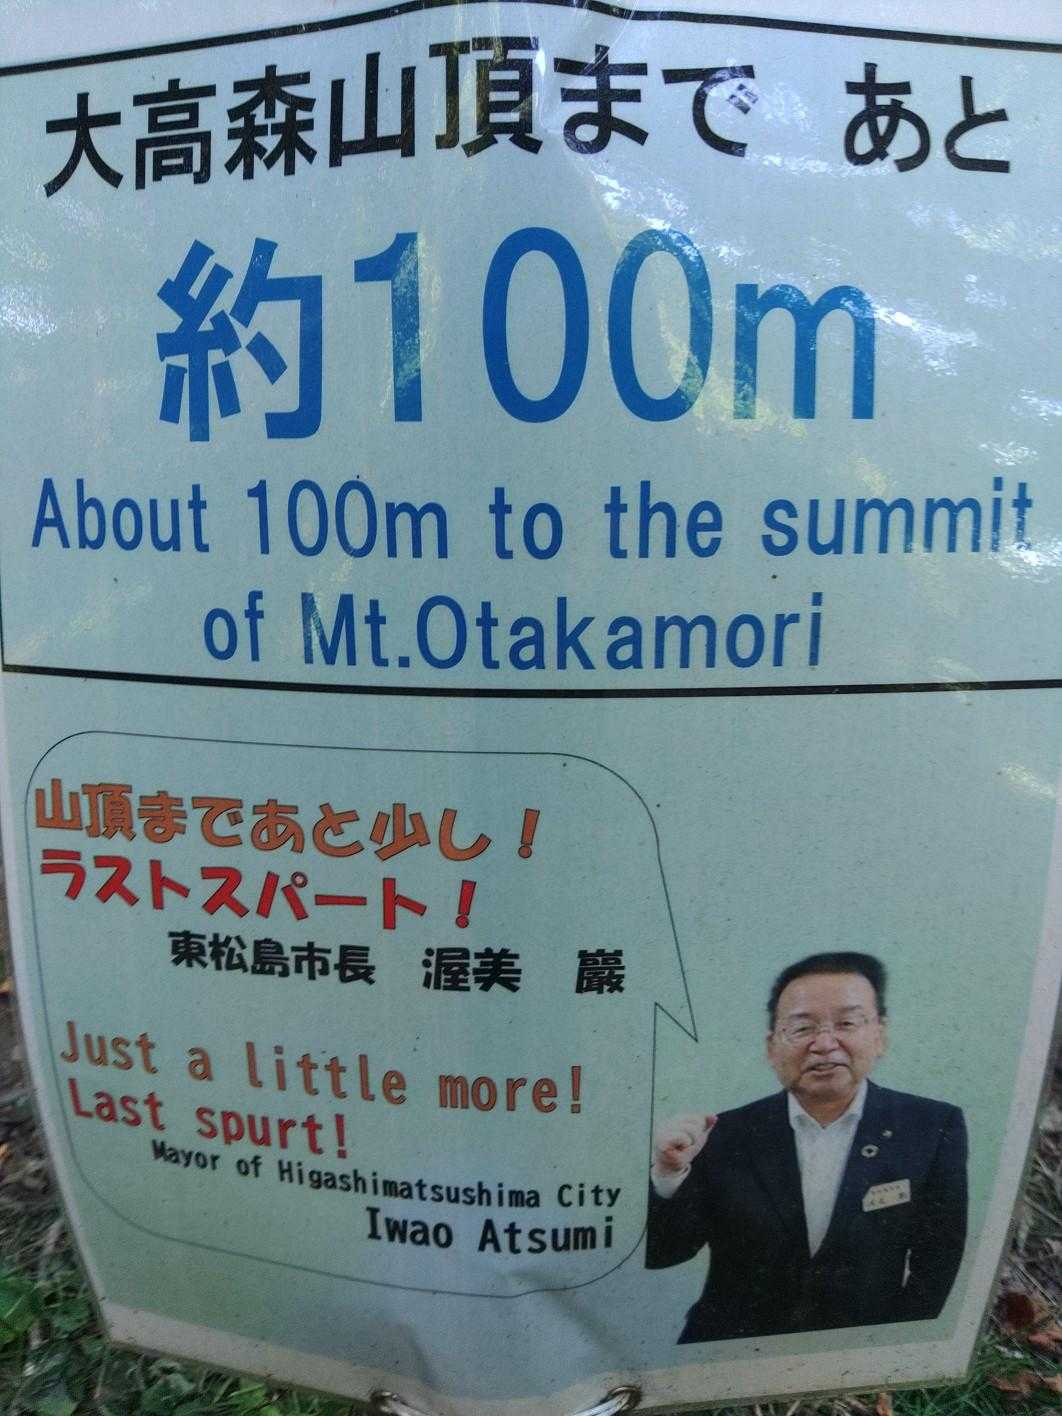 大高森山頂まで あと
約100m
About 100m to the summit
of Mt.Otakamori
山頂まであと少し！
ラストスパート！
東松島市長 渥美 巖
Just a little more!
Last spurt!
Mayor of Higashimatsushima City
Iwao Atsumi